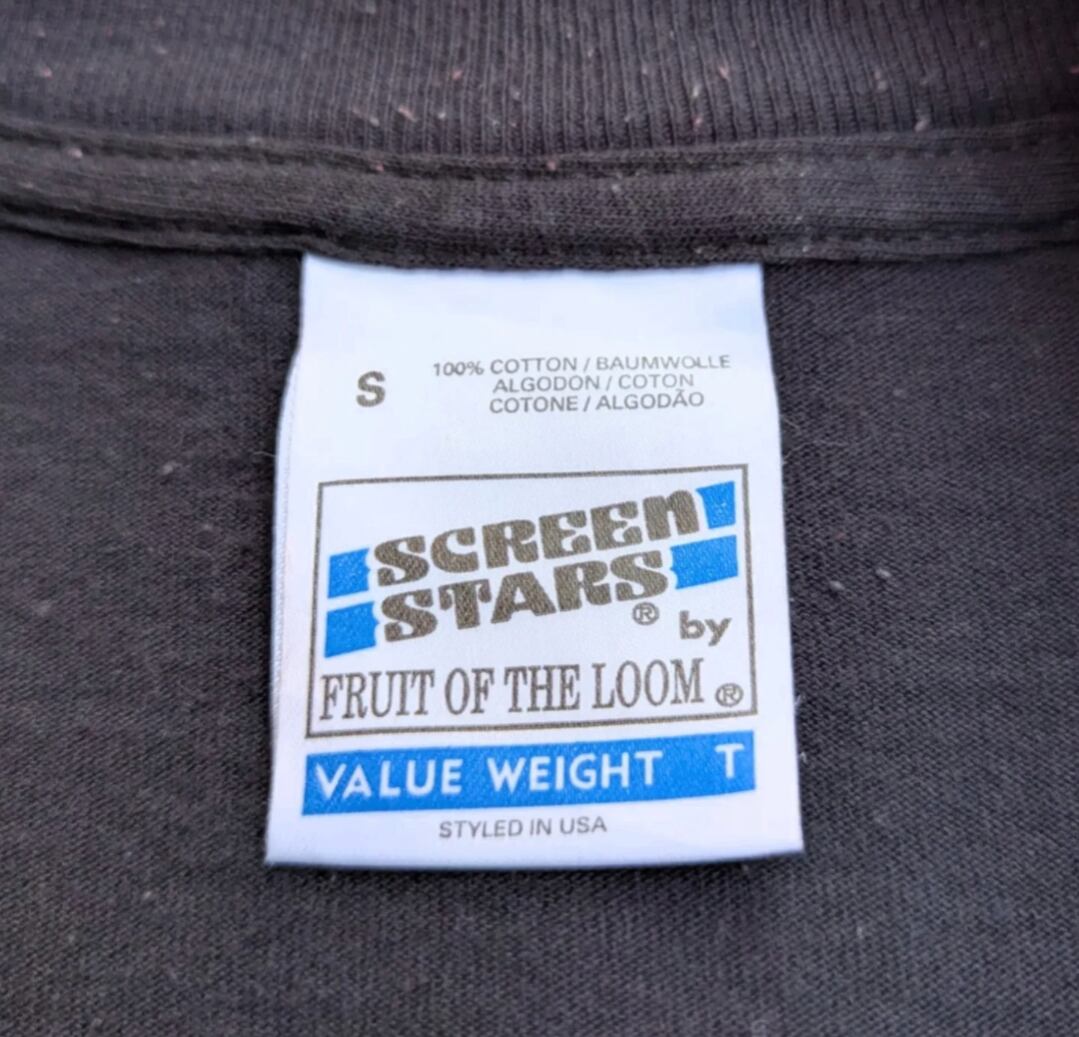 S
100% COTTON / BAUMWOLLE
ALGODON / COTON
COTONE / ALGODÃO
SCREEN
STARS®
by
FRUIT OF THE LOOM®
VALUE WEIGHT T
STYLED IN USA